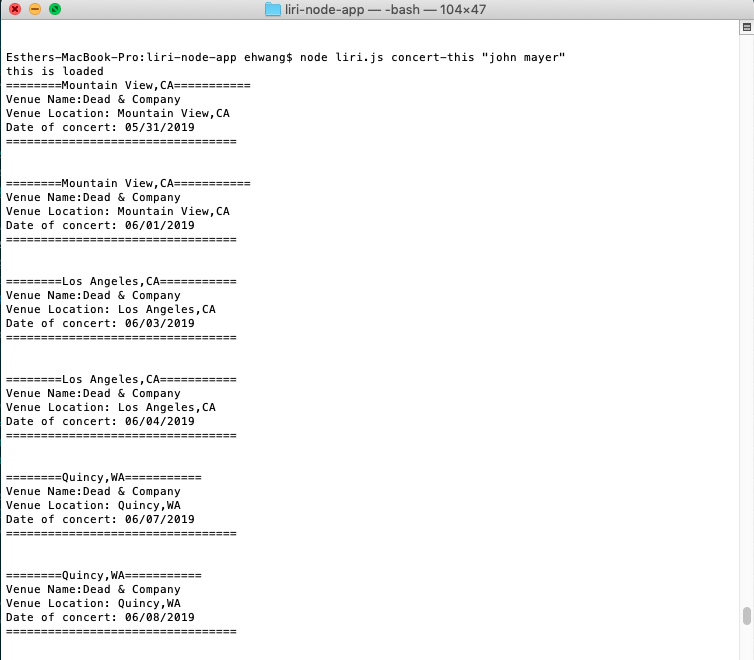 liri-node-app — -bash — 104×47
Esthers-MacBook-Pro:liri-node-app ehwang$ node liri.js concert-this "john mayer"
this is loaded
========Mountain View,CA===========
Venue Name:Dead & Company
Venue Location: Mountain View,CA
Date of concert: 05/31/2019
=================================
========Mountain View,CA===========
Venue Name:Dead & Company
Venue Location: Mountain View,CA
Date of concert: 06/01/2019
=================================
========Los Angeles,CA===========
Venue Name:Dead & Company
Venue Location: Los Angeles,CA
Date of concert: 06/03/2019
=================================
========Los Angeles,CA===========
Venue Name:Dead & Company
Venue Location: Los Angeles,CA
Date of concert: 06/04/2019
=================================
========Quincy,WA===========
Venue Name:Dead & Company
Venue Location: Quincy,WA
Date of concert: 06/07/2019
=================================
========Quincy,WA===========
Venue Name:Dead & Company
Venue Location: Quincy,WA
Date of concert: 06/08/2019
=================================